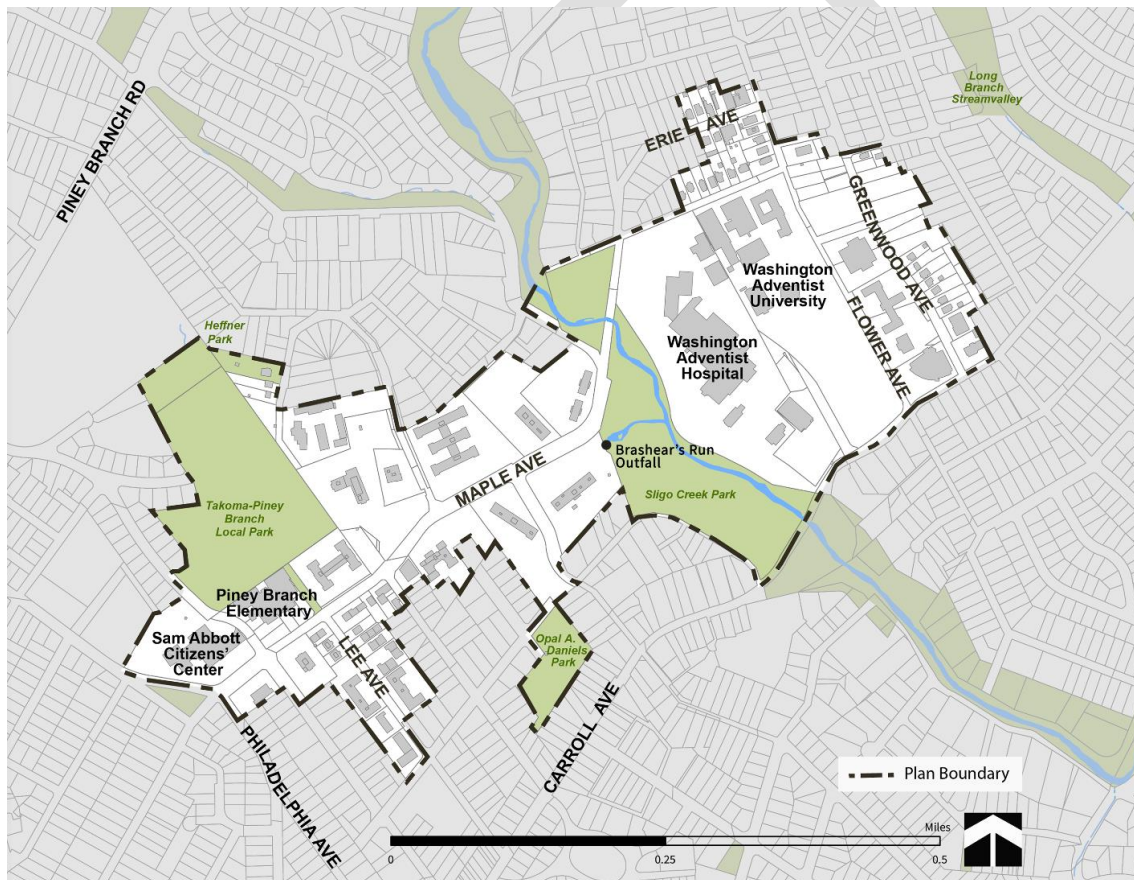 Long
Branch
Streamvalley
PINEY BRANCH RD
ERIE AVE
GREENWOOD AVE
Washington
Adventist
University
FLOWER AVE
Washington
Adventist
Hospital
Heffner
Park
MAPLE AVE
Brashear's Run
Outfall
Sligo Creek Park
Takoma-Piney
Branch
Local Park
Piney Branch
Elementary
Sam Abbott
Citizens'
Center
LEE AVE
Opal A.
Daniels
Park
CARROLL AVE
PHILADELPHIA AVE
Plan Boundary
Miles
0
0.25
0.5